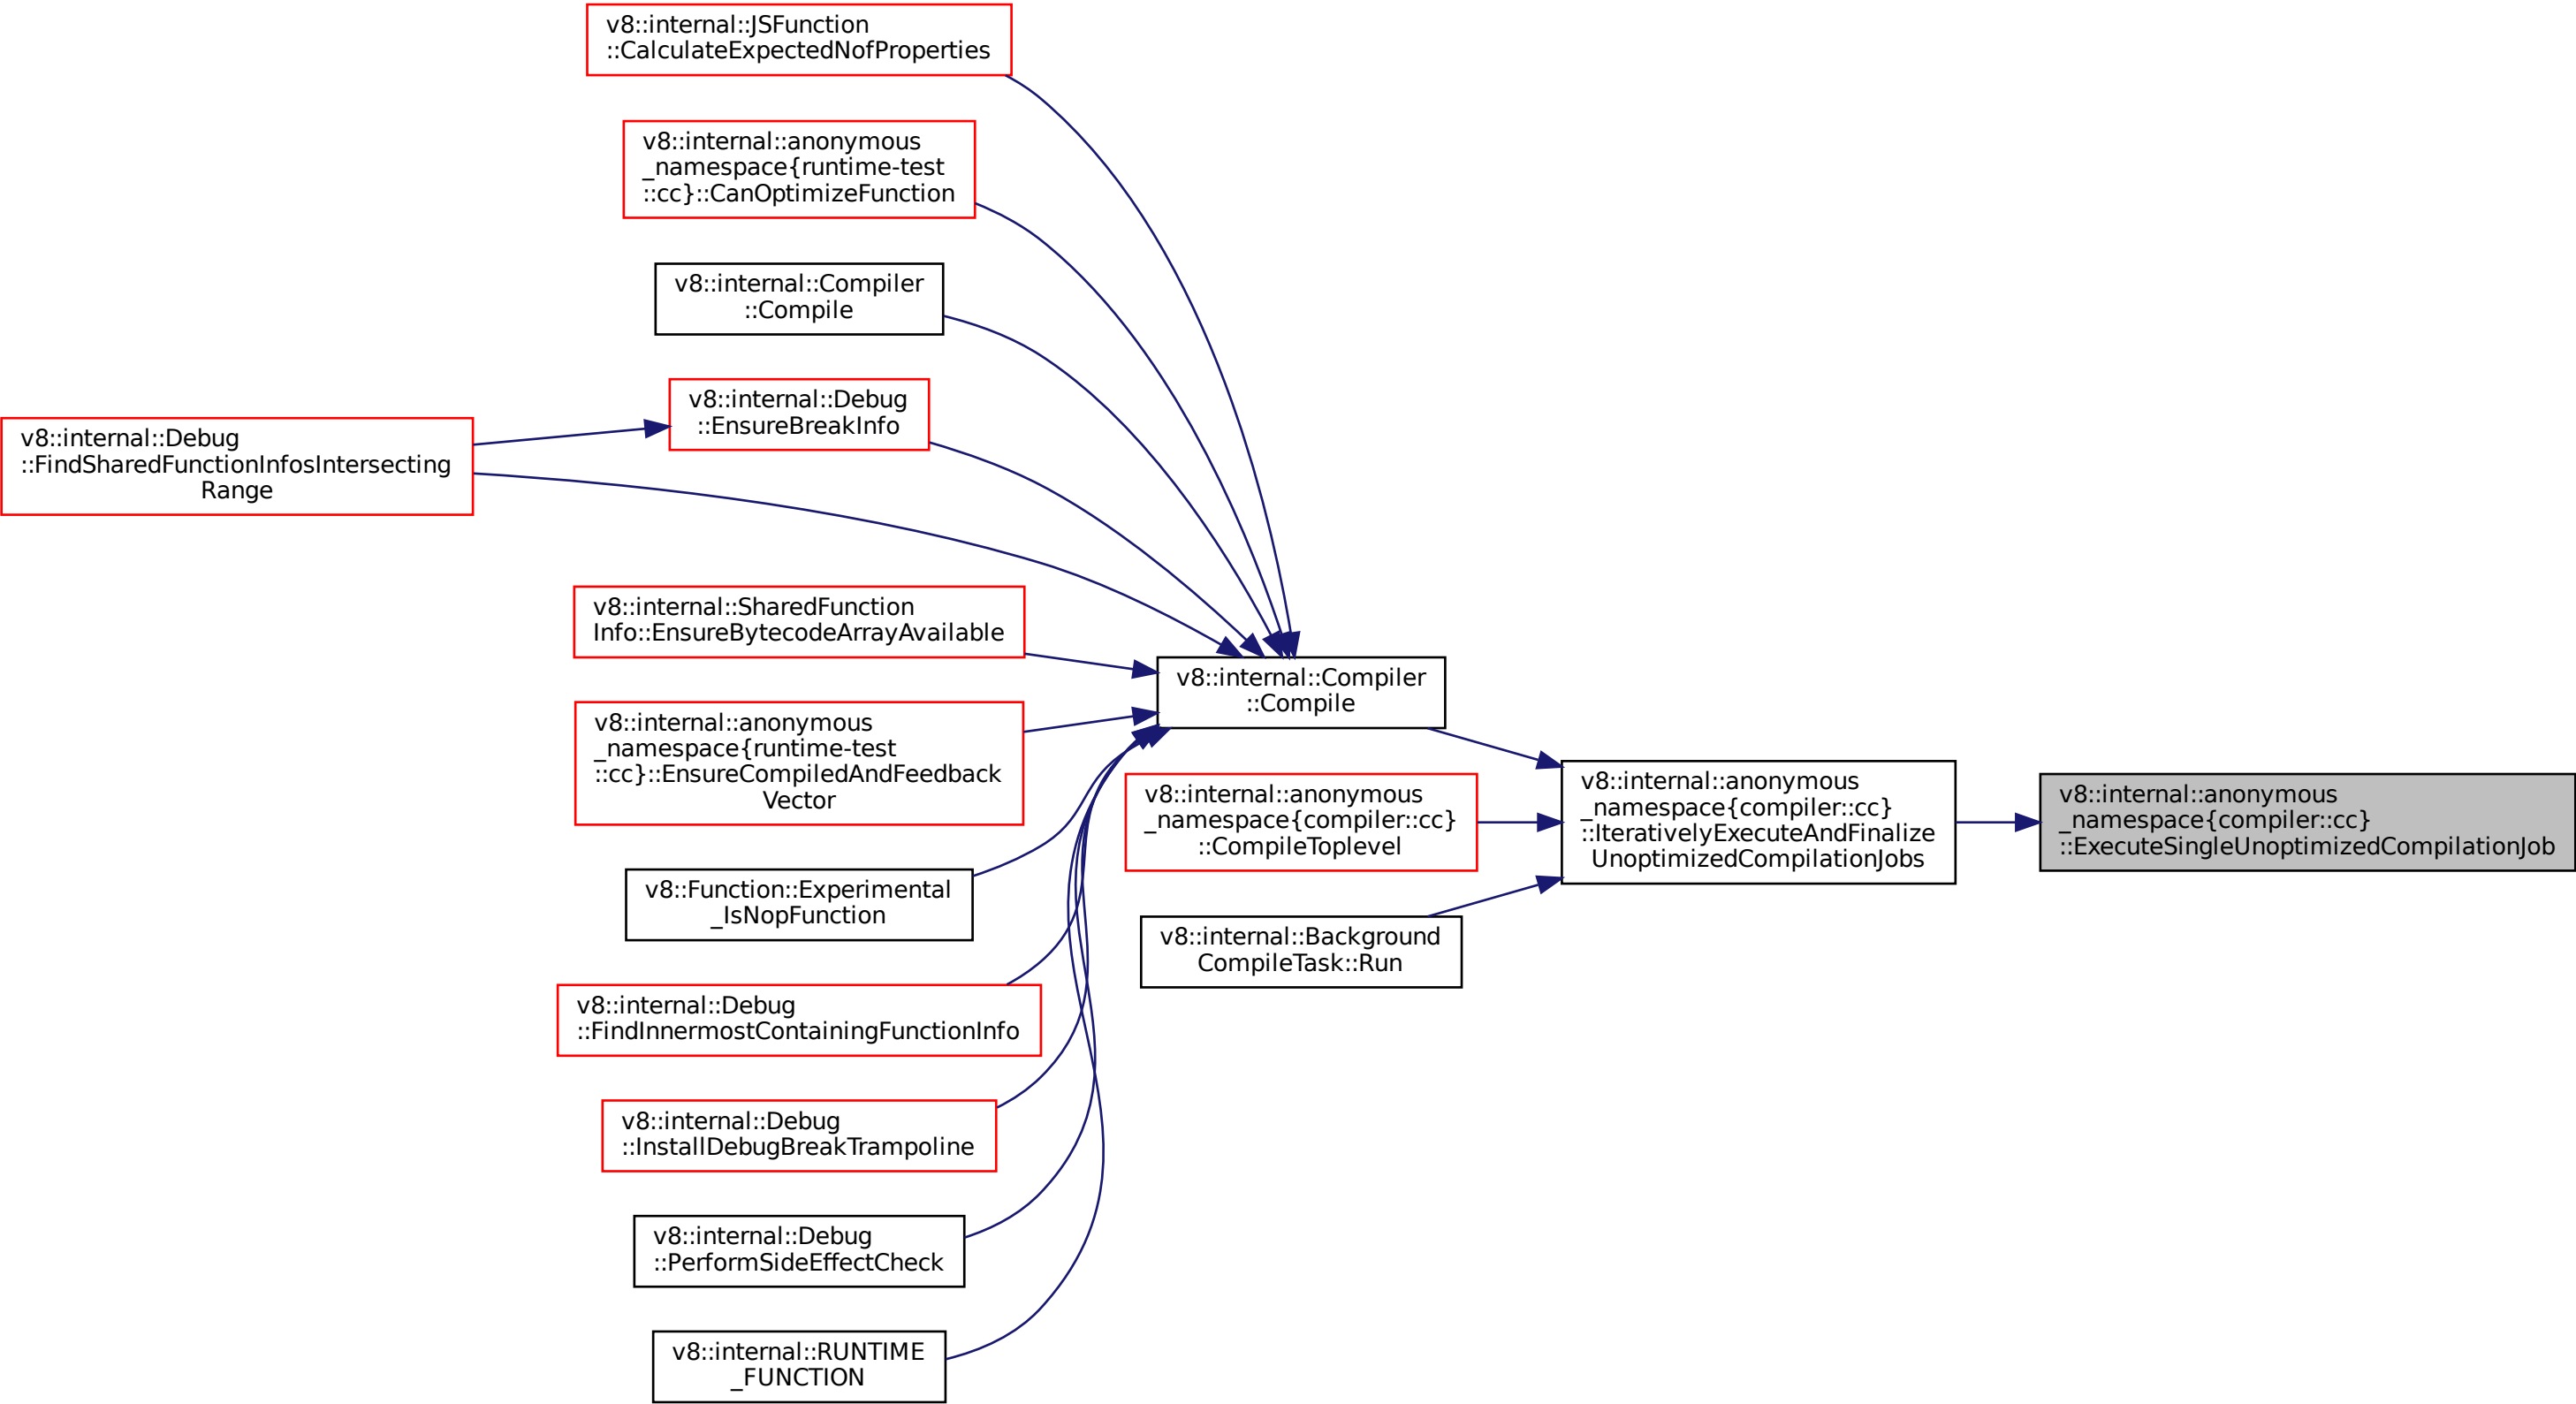 v8::internal::JSFunction
::CalculateExpectedNofProperties
v8::internal::anonymous
_namespace{runtime-test
::cc}::CanOptimizeFunction
v8::internal::Compiler
::Compile
v8::internal::Debug
::EnsureBreakInfo
v8::internal::Debug
::FindSharedFunctionInfosIntersecting
Range
v8::internal::SharedFunction
Info::EnsureBytecodeArrayAvailable
v8::internal::Compiler
::Compile
v8::internal::anonymous
_namespace{runtime-test
::cc}::EnsureCompiledAndFeedback
Vector
v8::internal::anonymous
_namespace{compiler::cc}
::CompileToplevel
v8::internal::anonymous
_namespace{compiler::cc}
::IterativelyExecuteAndFinalize
UnoptimizedCompilationJobs
v8::internal::anonymous
_namespace{compiler::cc}
::ExecuteSingleUnoptimizedCompilationJob
v8::Function::Experimental
_IsNopFunction
v8::internal::Background
CompileTask::Run
v8::internal::Debug
::FindInnermostContainingFunctionInfo
v8::internal::Debug
::InstallDebugBreakTrampoline
v8::internal::Debug
::PerformSideEffectCheck
v8::internal::RUNTIME
_FUNCTION